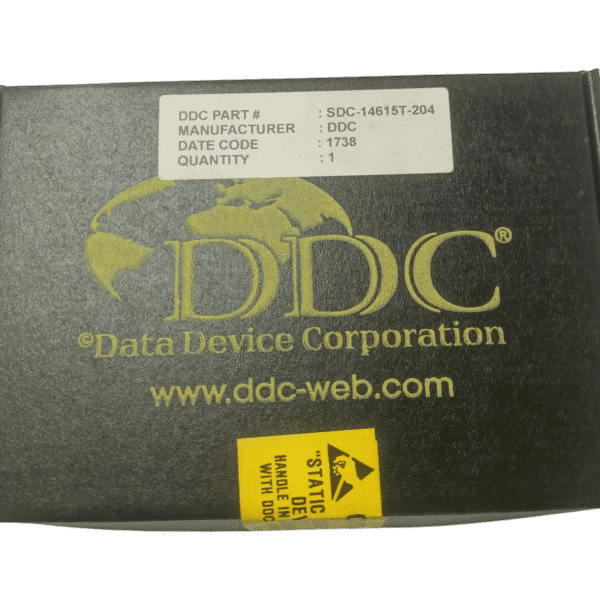 DDC PART # : SDC-14615T-204
MANUFACTURER : DDC
DATE CODE : 1738
QUANTITY : 1
DDC®
©Data Device Corporation
www.ddc-web.com
"STATIC
HANDLE IN
WITH DDC